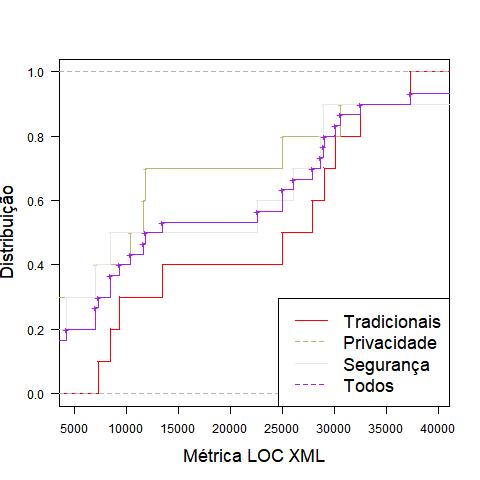 1.0
0.8
0.6
0.4
0.2
0.0
Distribuição
Tradicionais
Privacidade
Segurança
Todos
5000 10000 15000 20000 25000 30000 35000 40000
Métrica LOC XML